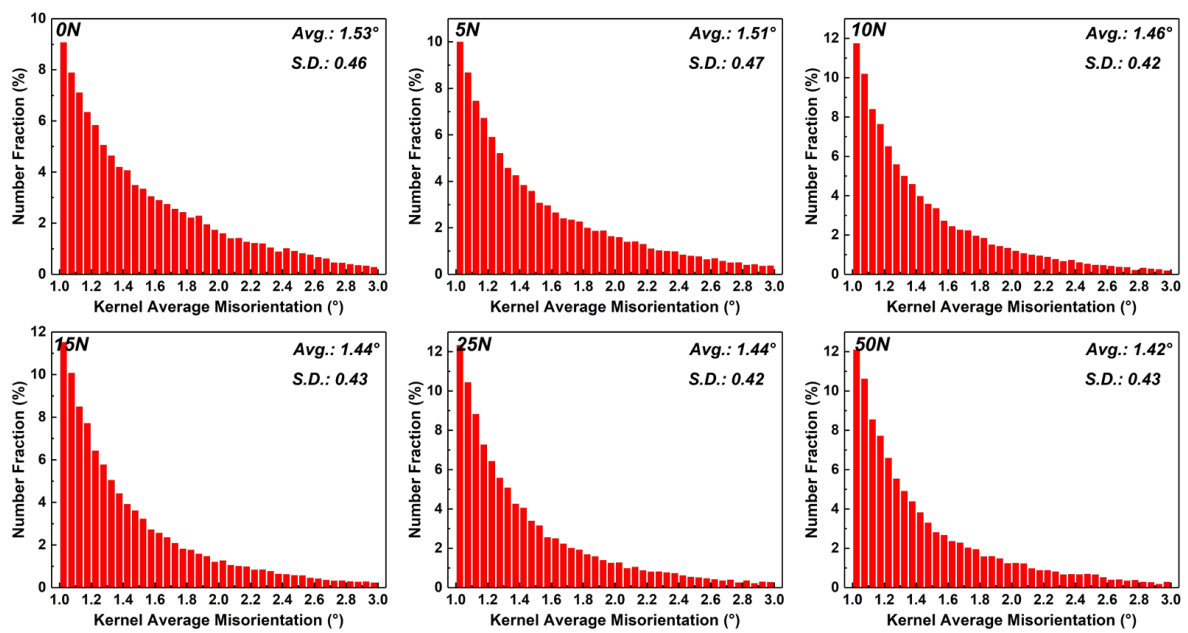 0N
Avg.: 1.53°
S.D.: 0.46
Number Fraction (%)
10
8
6
4
2
0
1.0 1.2 1.4 1.6 1.8 2.0 2.2 2.4 2.6 2.8 3.0
Kernel Average Misorientation (°)
5N
Avg.: 1.51°
S.D.: 0.47
Number Fraction (%)
10
8
6
4
2
0
1.0 1.2 1.4 1.6 1.8 2.0 2.2 2.4 2.6 2.8 3.0
Kernel Average Misorientation (°)
10N
Avg.: 1.46°
S.D.: 0.42
Number Fraction (%)
12
10
8
6
4
2
0
1.0 1.2 1.4 1.6 1.8 2.0 2.2 2.4 2.6 2.8 3.0
Kernel Average Misorientation (°)
15N
Avg.: 1.44°
S.D.: 0.43
Number Fraction (%)
12
10
8
6
4
2
0
1.0 1.2 1.4 1.6 1.8 2.0 2.2 2.4 2.6 2.8 3.0
Kernel Average Misorientation (°)
25N
Avg.: 1.44°
S.D.: 0.42
Number Fraction (%)
12
10
8
6
4
2
0
1.0 1.2 1.4 1.6 1.8 2.0 2.2 2.4 2.6 2.8 3.0
Kernel Average Misorientation (°)
50N
Avg.: 1.42°
S.D.: 0.43
Number Fraction (%)
12
10
8
6
4
2
0
1.0 1.2 1.4 1.6 1.8 2.0 2.2 2.4 2.6 2.8 3.0
Kernel Average Misorientation (°)